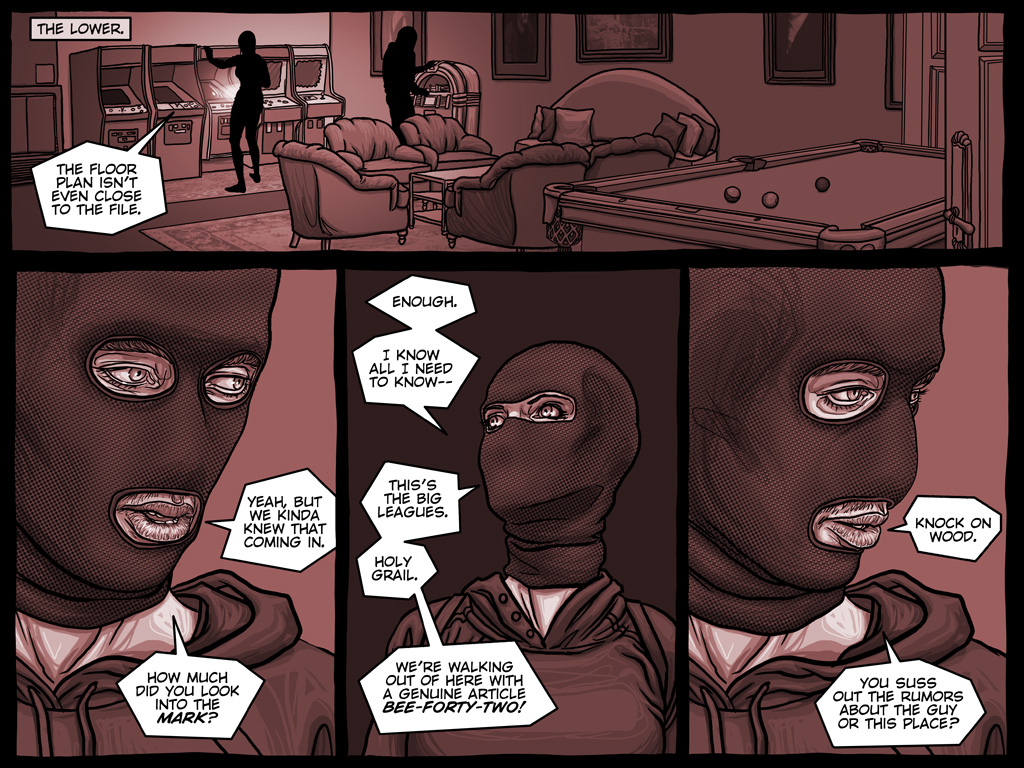 THE LOWER.
THE FLOOR
PLAN ISN'T
EVEN CLOSE
TO THE FILE.
YEAH, BUT
WE KINDA
KNEW THAT
COMING IN.
HOW MUCH
DID YOU LOOK
INTO THE
MARK?
ENOUGH.
I KNOW
ALL I NEED
TO KNOW--
THIS'S
THE BIG
LEAGUES.
HOLY
GRAIL.
WE'RE WALKING
OUT OF HERE WITH
A GENUINE ARTICLE
BEE-FORTY-TWO!
KNOCK ON
WOOD.
YOU SUSS
OUT THE RUMORS
ABOUT THE GUY
OR THIS PLACE?